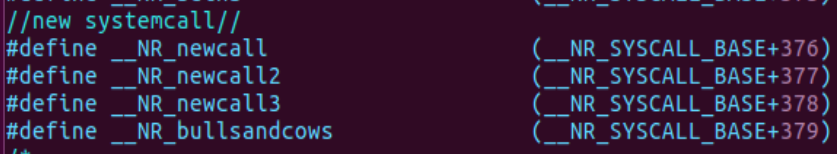 //new systemcall//
#define __NR_newcall (__NR_SYSCALL_BASE+376)
#define __NR_newcall2 (__NR_SYSCALL_BASE+377)
#define __NR_newcall3 (__NR_SYSCALL_BASE+378)
#define __NR_bullsandcows (__NR_SYSCALL_BASE+379)